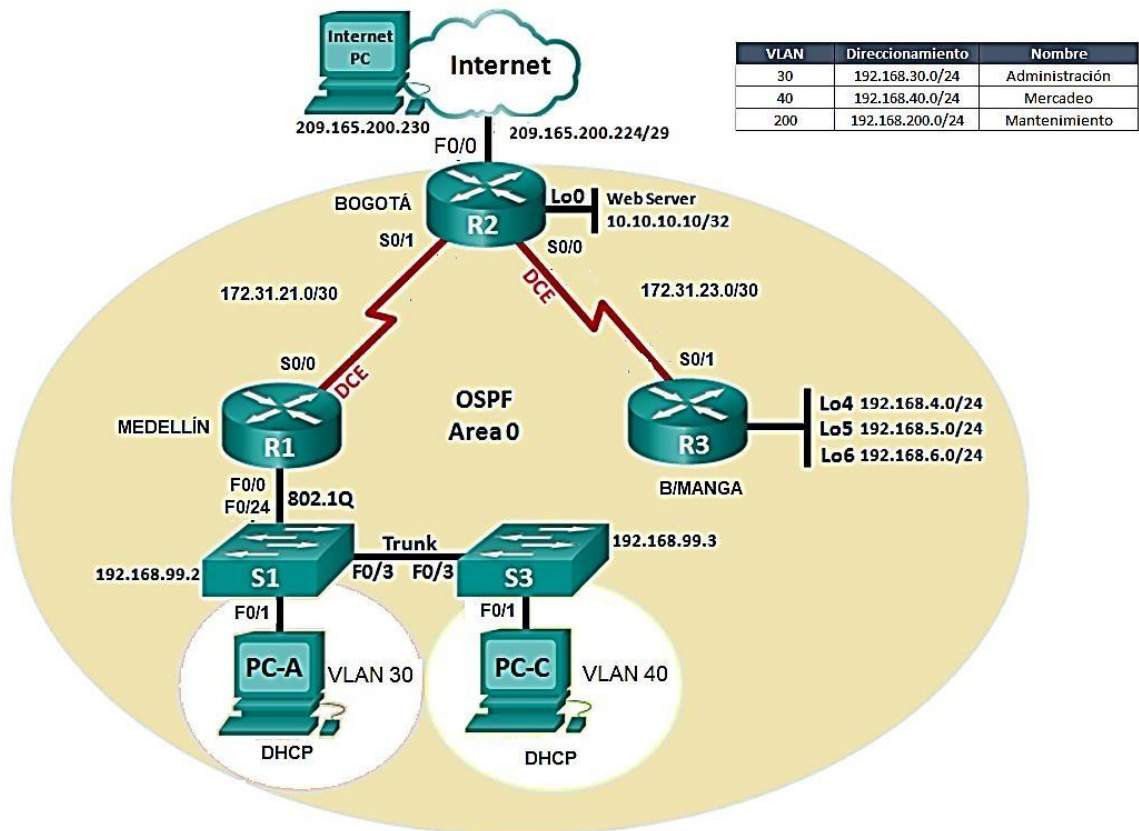 Internet
PC
Internet
209.165.200.230
209.165.200.224/29
F0/0
VLAN Direccionamiento Nombre
30 192.168.30.0/24 Administración
40 192.168.40.0/24 Mercadeo
200 192.168.200.0/24 Mantenimiento
BOGOTÁ
R2
Lo0
Web Server
10.10.10.10/32
S0/1
S0/0
DCE
172.31.21.0/30
172.31.23.0/30
S0/0
DCE
S0/1
OSPF
Area 0
MEDELLÍN
R1
R3
B/MANGA
Lo4 192.168.4.0/24
Lo5 192.168.5.0/24
Lo6 192.168.6.0/24
F0/0
F0/24
802.1Q
192.168.99.2
S1
Trunk
F0/3 F0/3
S3
192.168.99.3
F0/1
F0/1
PC-A
VLAN 30
DHCP
PC-C
VLAN 40
DHCP